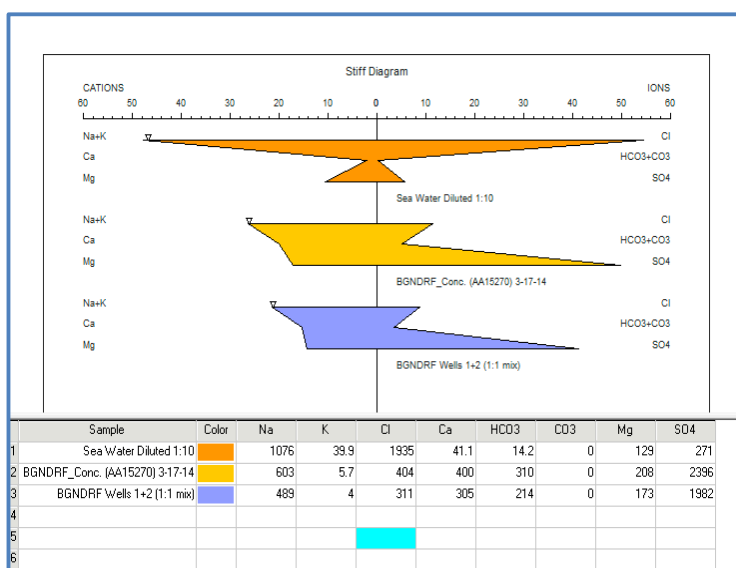 Stiff Diagram
CATIONS IONS
60 50 40 30 20 10 0 10 20 30 40 50 60
Na+K Cl
Ca HCO3+CO3
Mg SO4
Sea Water Diluted 1:10
Na+K Cl
Ca HCO3+CO3
Mg SO4
BGNDRF_Conc. (AA15270) 3-17-14
Na+K Cl
Ca HCO3+CO3
Mg SO4
BGNDRF Wells 1+2 (1:1 mix)
Sample Color Na K Cl Ca HCO3 CO3 Mg SO4
1 Sea Water Diluted 1:10 1076 39.9 1935 41.1 14.2 0 129 271
2 BGNDRF_Conc. (AA15270) 3-17-14 603 5.7 404 400 310 0 208 2396
3 BGNDRF Wells 1+2 (1:1 mix) 489 4 311 305 214 0 173 1982
4
5
6